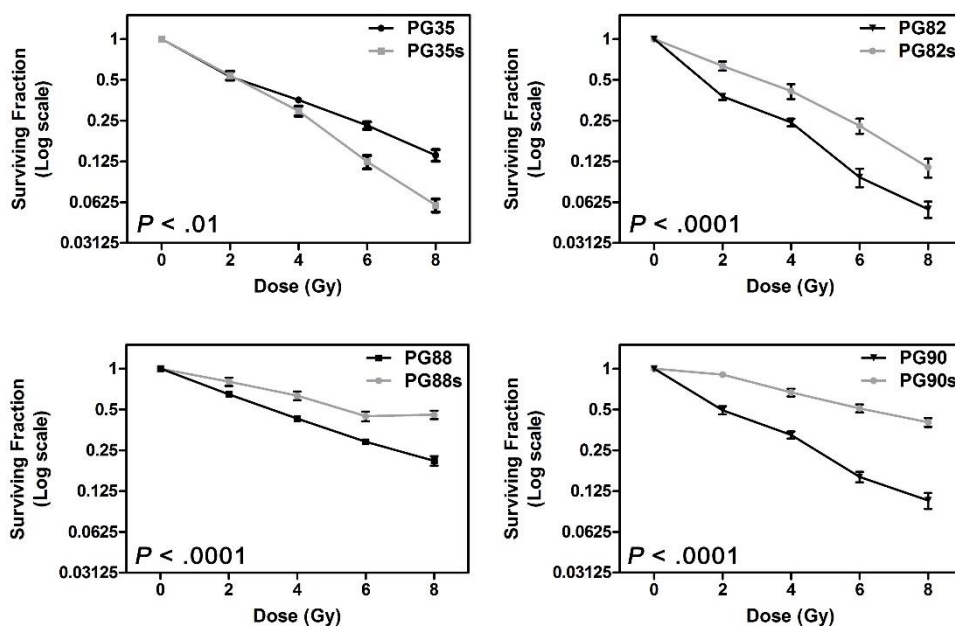 PG35
PG35s
1
0.5
0.25
0.125
0.0625
0.03125
Surviving Fraction
(Log scale)
P < .01
0 2 4 6 8
Dose (Gy)
PG82
PG82s
1
0.5
0.25
0.125
0.0625
0.03125
Surviving Fraction
(Log scale)
P < .0001
0 2 4 6 8
Dose (Gy)
PG88
PG88s
1
0.5
0.25
0.125
0.0625
0.03125
Surviving Fraction
(Log scale)
P < .0001
0 2 4 6 8
Dose (Gy)
PG90
PG90s
1
0.5
0.25
0.125
0.0625
0.03125
Surviving Fraction
(Log scale)
P < .0001
0 2 4 6 8
Dose (Gy)